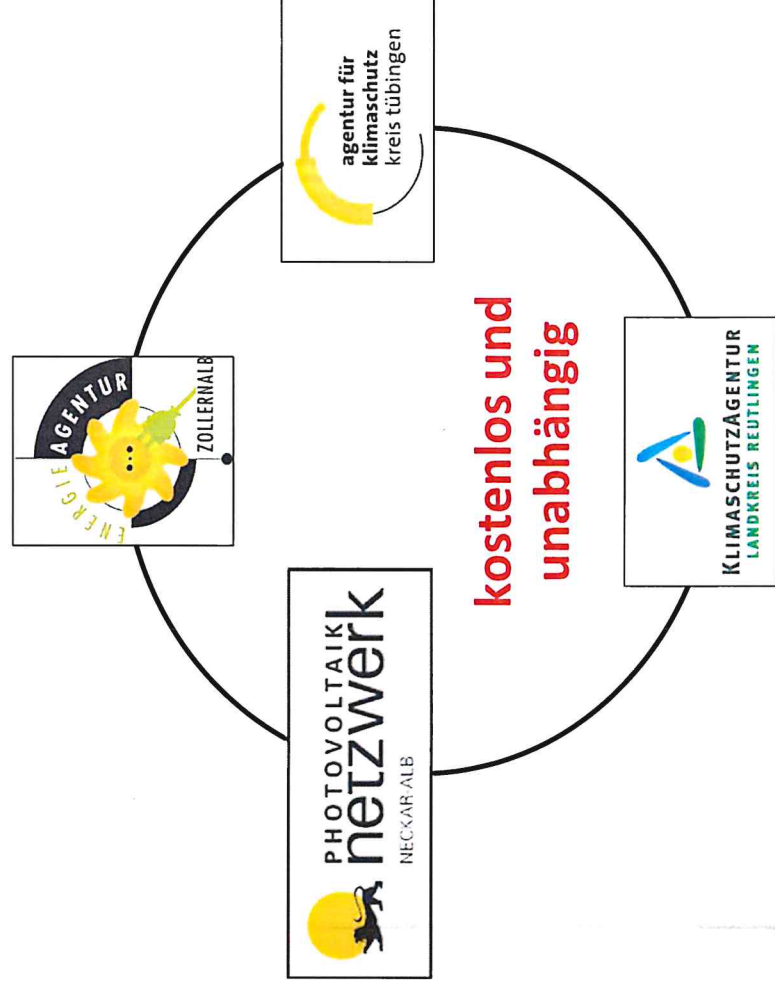 ENERGIE AGENTUR
ZOLLERNALB
PHOTOVOLTAIK
netzwerk
NECKAR-ALB
agentur für
klimaschutz
kreis tübingen
kostenlos und
unabhängig
KLIMASCHUTZAGENTUR
LANDKREIS REUTLINGEN